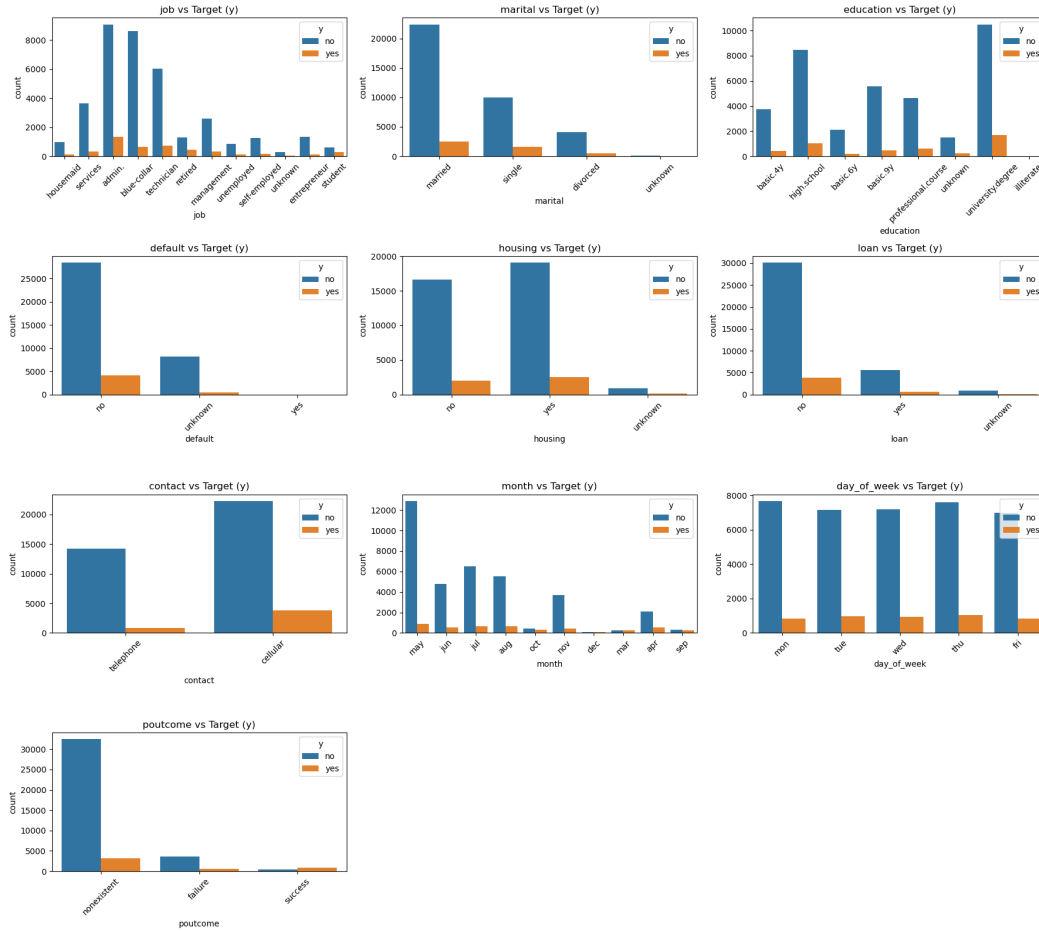 job vs Target (y)
8000
6000
4000
2000
0
count
y
no
yes
housemaid
services
admin.
blue-collar
technician
retired
management
unemployed
self-employed
unknown
entrepreneur
student
job
marital vs Target (y)
20000
15000
10000
5000
0
count
y
no
yes
married
single
divorced
unknown
marital
education vs Target (y)
10000
8000
6000
4000
2000
0
count
y
no
yes
basic.4y
high.school
basic.6y
basic.9y
professional.course
unknown
university.degree
illiterate
education
default vs Target (y)
25000
20000
15000
10000
5000
0
count
y
no
yes
no
unknown
yes
default
housing vs Target (y)
20000
15000
10000
5000
0
count
y
no
yes
no
yes
unknown
housing
loan vs Target (y)
30000
25000
20000
15000
10000
5000
0
count
y
no
yes
no
yes
unknown
loan
contact vs Target (y)
20000
15000
10000
5000
0
count
y
no
yes
telephone
cellular
contact
month vs Target (y)
12000
10000
8000
6000
4000
2000
0
count
y
no
yes
may
jun
jul
aug
oct
nov
dec
mar
apr
sep
month
day_of_week vs Target (y)
8000
6000
4000
2000
0
count
y
no
yes
mon
tue
wed
thu
fri
day_of_week
poutcome vs Target (y)
30000
25000
20000
15000
10000
5000
0
count
y
no
yes
nonexistent
failure
success
poutcome